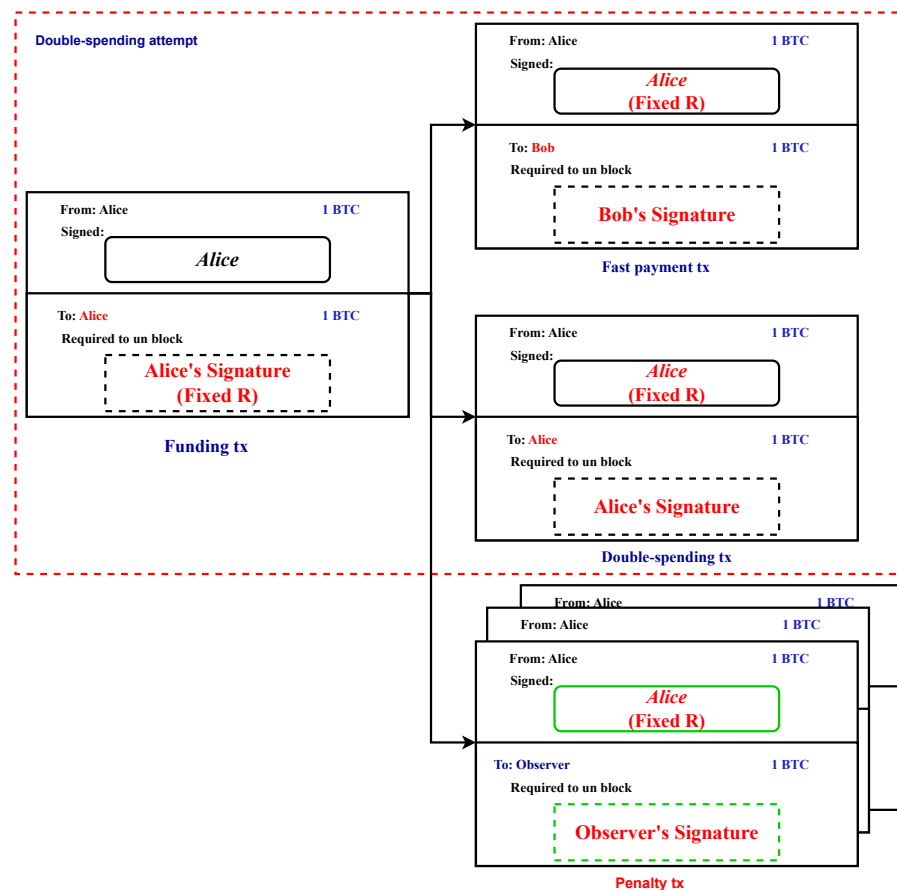 Double-spending attempt
From: Alice 1 BTC
Signed:
Alice
To: Alice 1 BTC
Required to un block
Alice's Signature
(Fixed R)
Funding tx
From: Alice 1 BTC
Signed:
Alice
(Fixed R)
To: Bob 1 BTC
Required to un block
Bob's Signature
Fast payment tx
From: Alice 1 BTC
Signed:
Alice
(Fixed R)
To: Alice 1 BTC
Required to un block
Alice's Signature
Double-spending tx
From: Alice 1 BTC
From: Alice 1 BTC
From: Alice 1 BTC
Signed:
Alice
(Fixed R)
To: Observer 1 BTC
Required to un block
Observer's Signature
Penalty tx